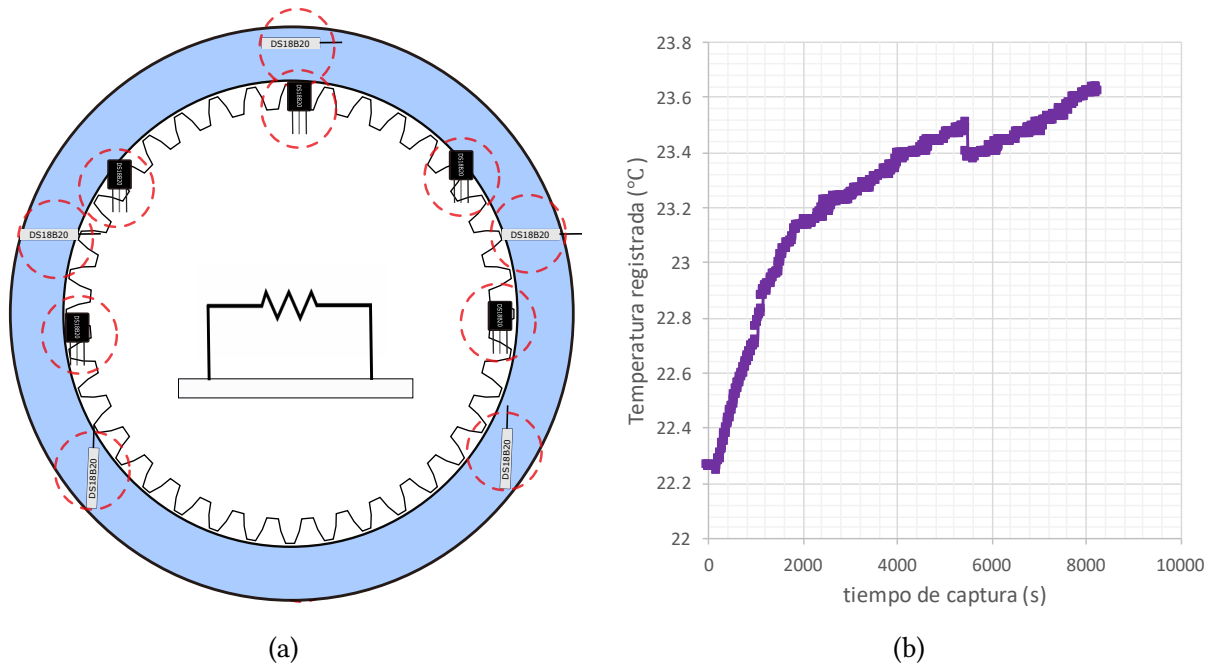 DS18B20
DS18B20
DS18B20
DS18B20
DS18B20
DS18B20
DS18B20
DS18B20
DS18B20
DS18B20
(a)
23.8
23.6
23.4
23.2
23
22.8
22.6
22.4
22.2
22
Temperatura registrada (°C)
0 2000 4000 6000 8000 10000
tiempo de captura (s)
(b)